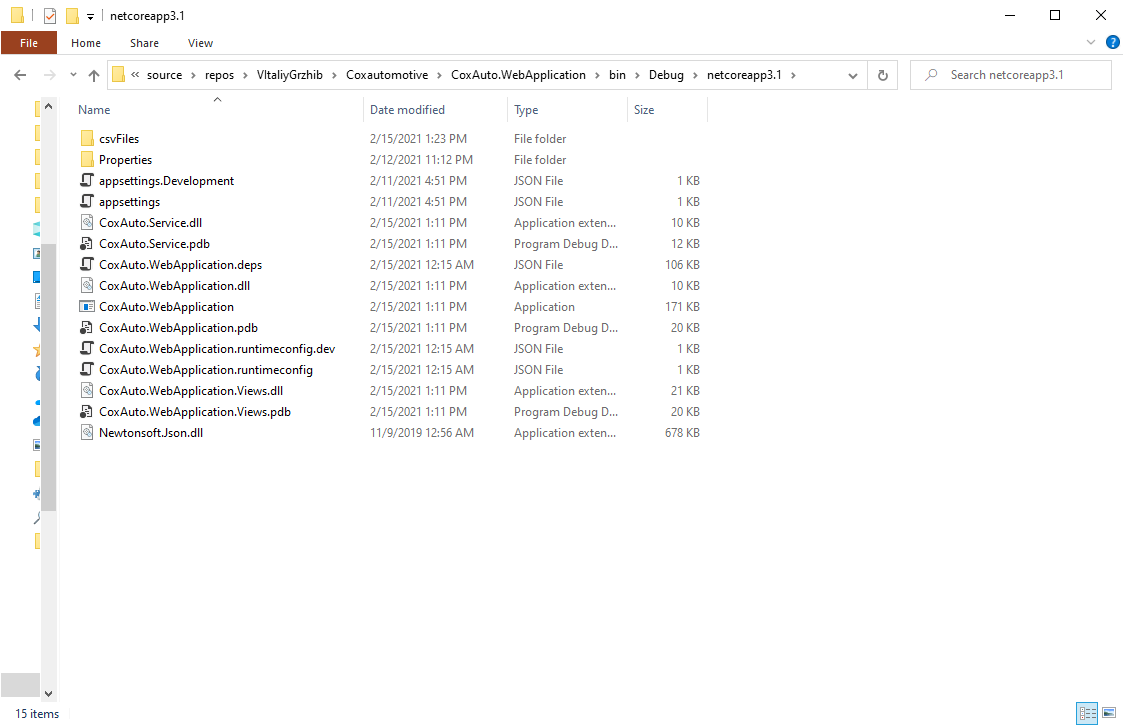 netcoreapp3.1
File Home Share View
« source › repos › VItaliyGrzhib › Coxautomotive › CoxAuto.WebApplication › bin › Debug › netcoreapp3.1 › Search netcoreapp3.1
Name Date modified Type Size
csvFiles 2/15/2021 1:23 PM File folder
Properties 2/12/2021 11:12 PM File folder
appsettings.Development 2/11/2021 4:51 PM JSON File 1 KB
appsettings 2/11/2021 4:51 PM JSON File 1 KB
CoxAuto.Service.dll 2/15/2021 1:11 PM Application exten... 10 KB
CoxAuto.Service.pdb 2/15/2021 1:11 PM Program Debug D... 12 KB
CoxAuto.WebApplication.deps 2/15/2021 12:15 AM JSON File 106 KB
CoxAuto.WebApplication.dll 2/15/2021 1:11 PM Application exten... 10 KB
CoxAuto.WebApplication 2/15/2021 1:11 PM Application 171 KB
CoxAuto.WebApplication.pdb 2/15/2021 1:11 PM Program Debug D... 20 KB
CoxAuto.WebApplication.runtimeconfig.dev 2/15/2021 12:15 AM JSON File 1 KB
CoxAuto.WebApplication.runtimeconfig 2/15/2021 12:15 AM JSON File 1 KB
CoxAuto.WebApplication.Views.dll 2/15/2021 1:11 PM Application exten... 21 KB
CoxAuto.WebApplication.Views.pdb 2/15/2021 1:11 PM Program Debug D... 20 KB
Newtonsoft.Json.dll 11/9/2019 12:56 AM Application exten... 678 KB
15 items